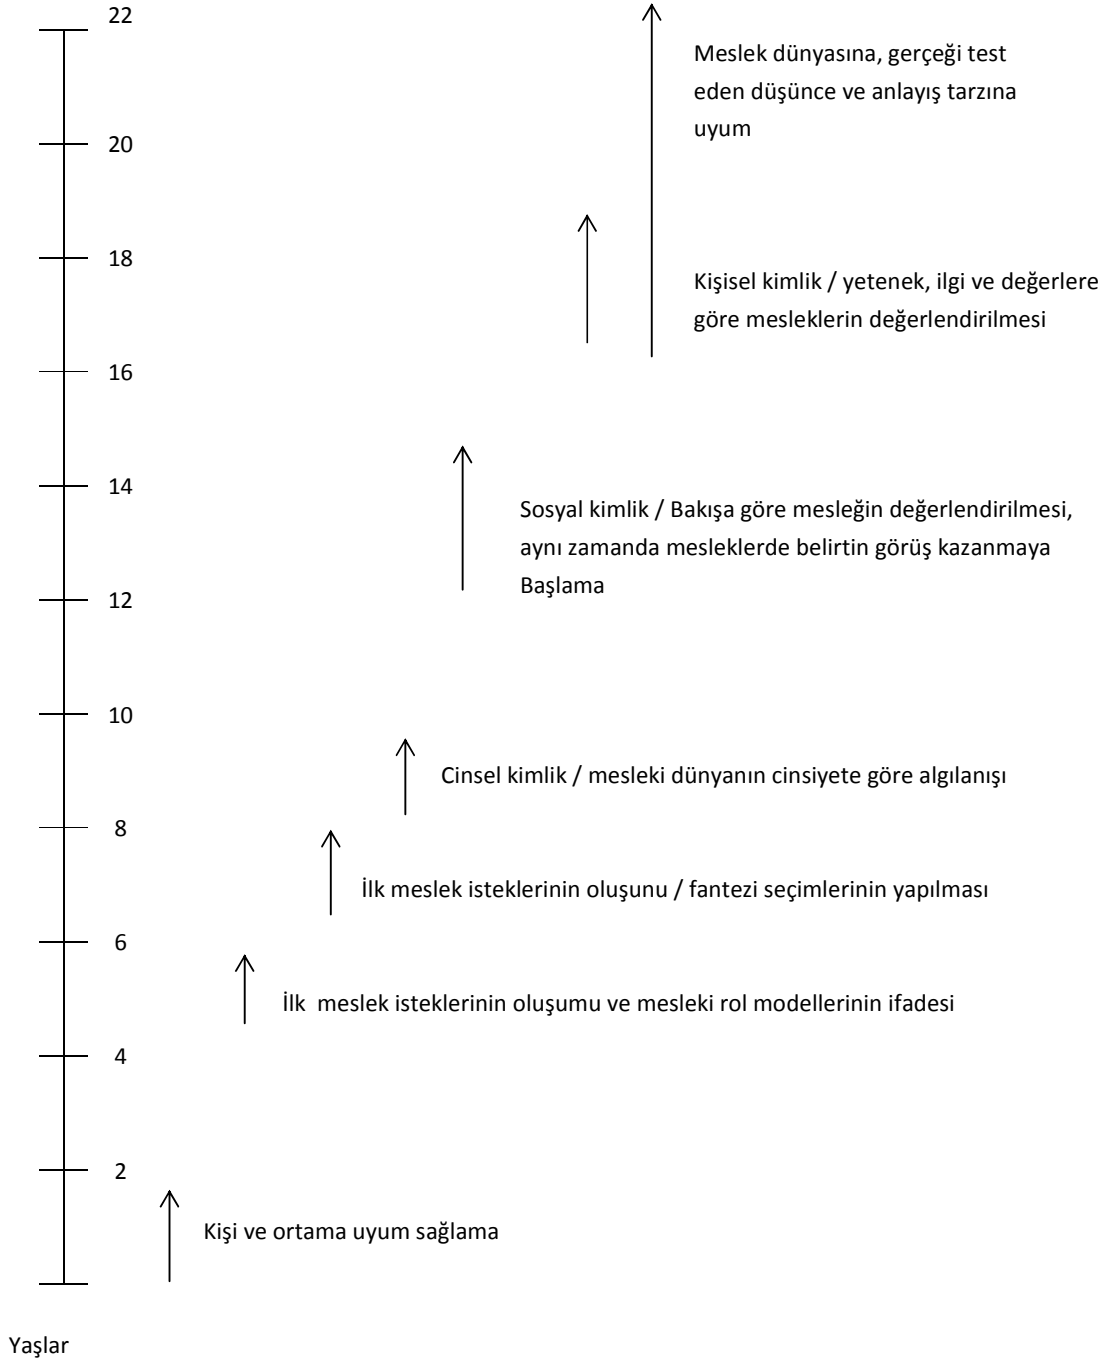 22
Meslek dünyasına, gerçeği test
eden düşünce ve anlayış tarzına
uyum
20
18
Kişisel kimlik / yetenek, ilgi ve değerlere
göre mesleklerin değerlendirilmesi
16
14
Sosyal kimlik / Bakışa göre mesleğin değerlendirilmesi,
aynı zamanda mesleklerde belirtin görüş kazanmaya
Başlama
12
10
Cinsel kimlik / mesleki dünyanın cinsiyete göre algılanışı
8
İlk meslek isteklerinin oluşunu / fantezi seçimlerinin yapılması
6
İlk  meslek isteklerinin oluşumu ve mesleki rol modellerinin ifadesi
4
2
Kişi ve ortama uyum sağlama
Yaşlar